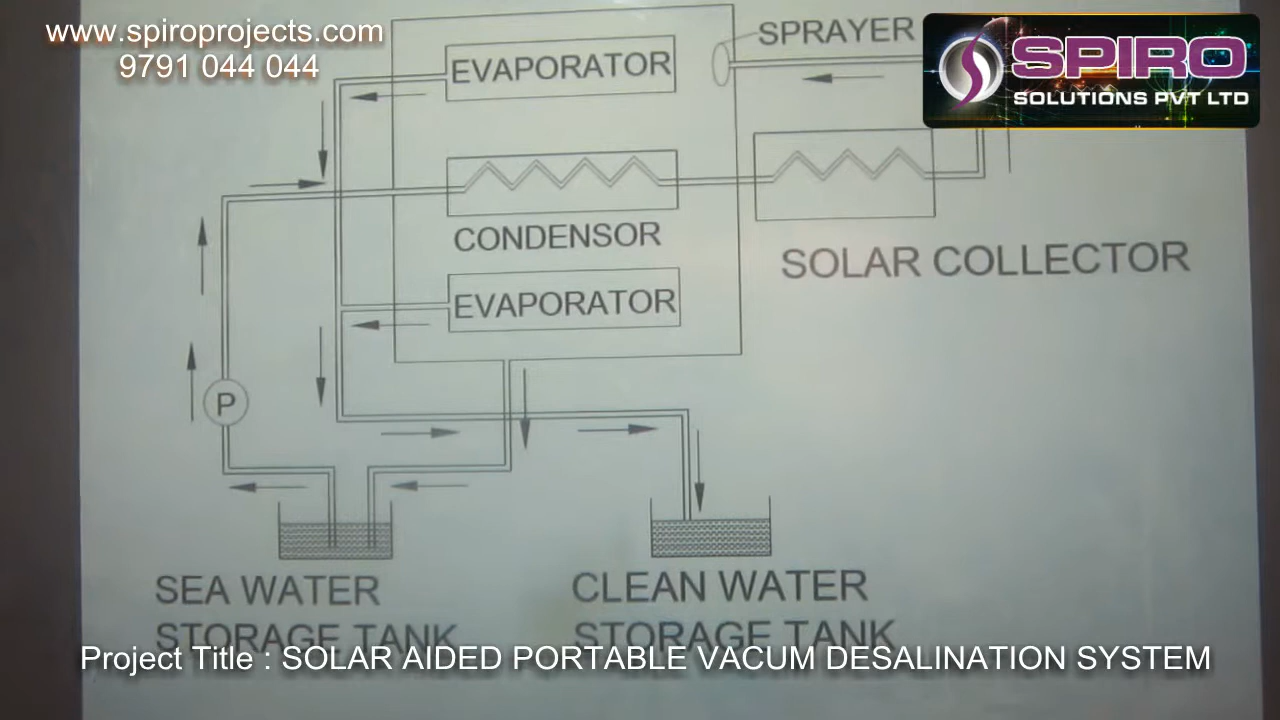 www.spiroprojects.com
9791 044 044
SPIRO
SOLUTIONS PVT LTD
SPRAYER
EVAPORATOR
CONDENSOR
SOLAR COLLECTOR
EVAPORATOR
P
SEA WATER
STORAGE TANK
CLEAN WATER
STORAGE TANK
Project Title : SOLAR AIDED PORTABLE VACUM DESALINATION SYSTEM